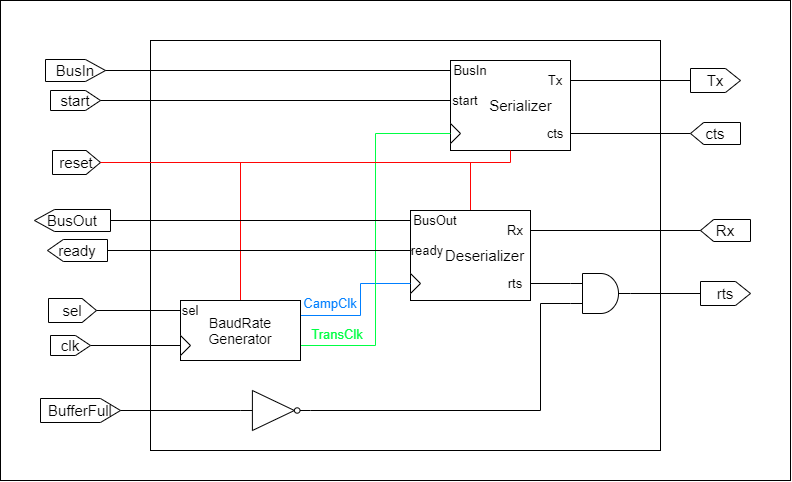 BusIn
BusIn
Tx
Tx
start
start
Serializer
cts
cts
reset
BusOut
BusOut
Rx
Rx
ready
ready
Deserializer
rts
rts
sel
sel
CampClk
BaudRate
Generator
TransClk
clk
BufferFull